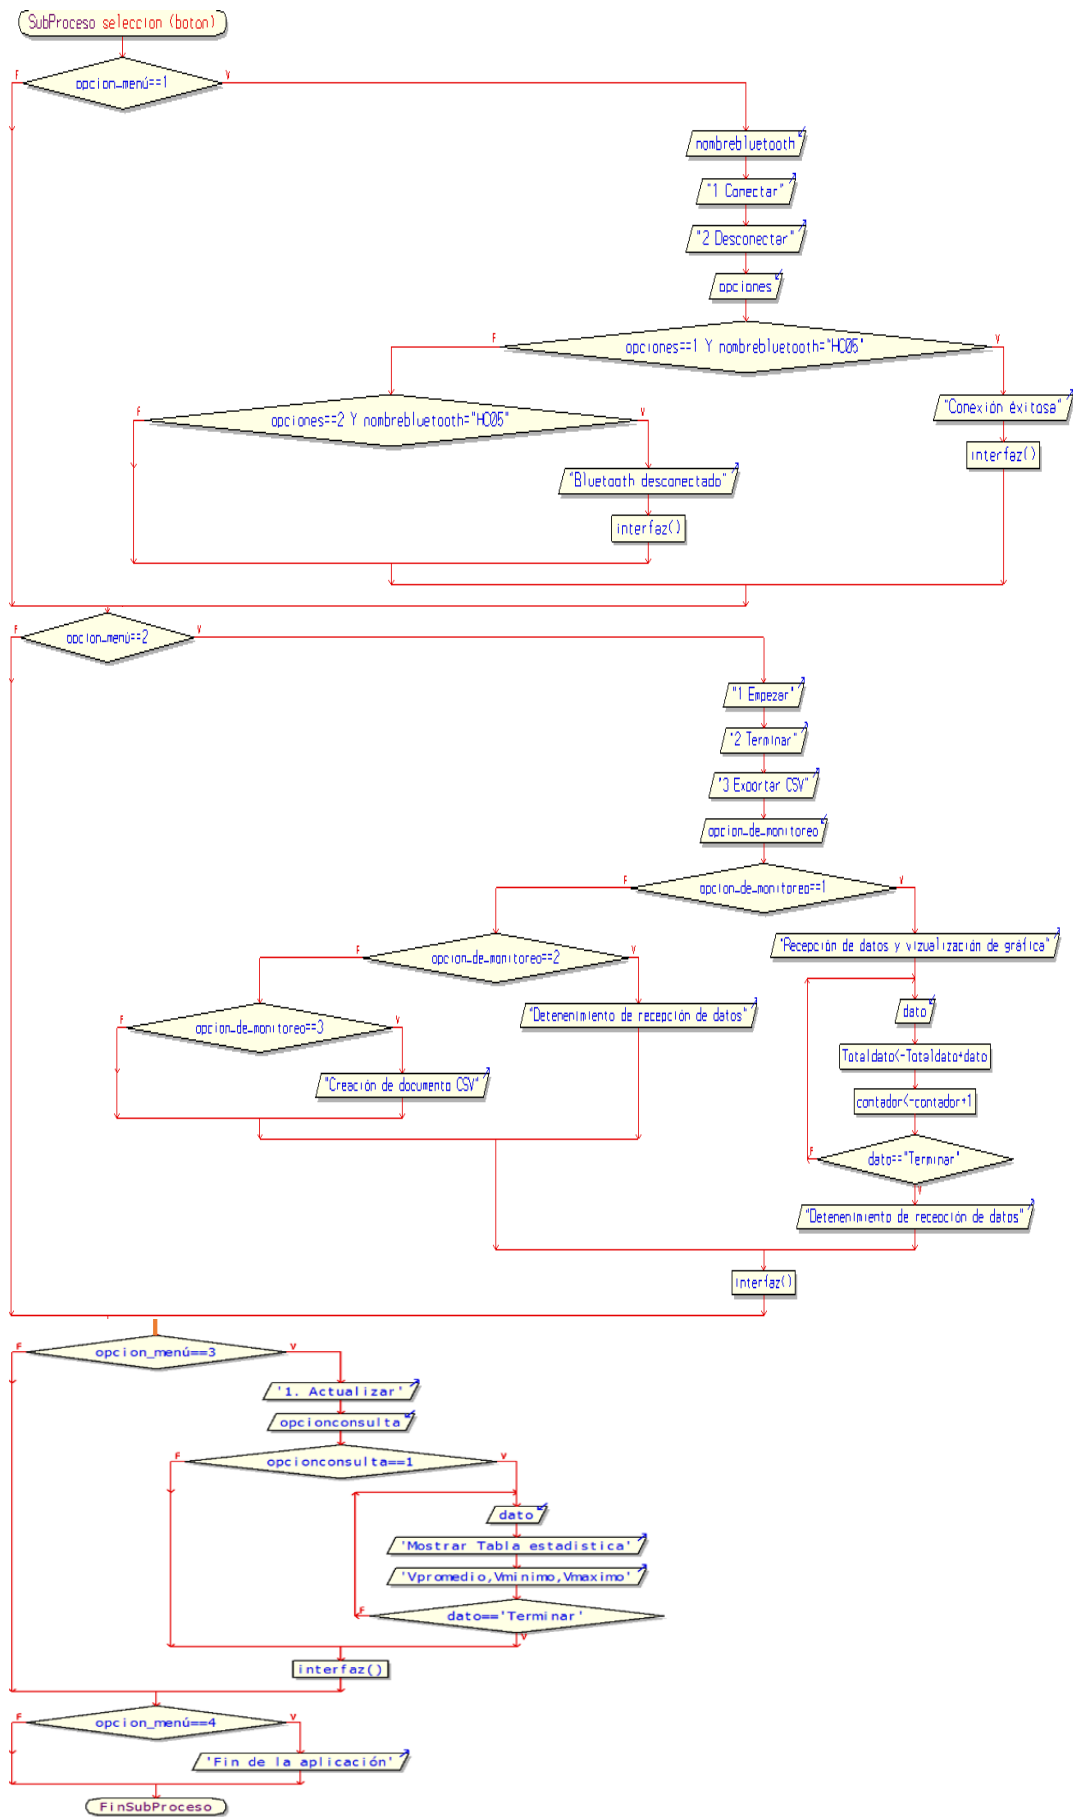 SubProceso seleccion (boton)
F
V
opcion_menú==1
nombrebluetooth
"1 Conectar"
"2 Desconectar"
opciones
F
V
opciones==1 Y nombrebluetooth="HC05"
"Conexión éxitosa"
interfaz()
F
V
opciones==2 Y nombrebluetooth="HC05"
"Bluetooth desconectado"
interfaz()
F
V
opcion_menú==2
"1 Empezar"
"2 Terminar"
"3 Exportar CSV"
opcion_de_monitoreo
F
V
opcion_de_monitoreo==1
"Recepción de datos y vizualización de gráfica"
F
V
opcion_de_monitoreo==2
"Detenenimiento de recepción de datos"
F
V
opcion_de_monitoreo==3
"Creación de documento CSV"
dato
Totaldato<-Totaldato+dato
contador<-contador+1
F
dato=="Terminar"
V
"Detenenimiento de recepción de datos"
interfaz()
F
V
opcion_menú==3
'1. Actualizar'
opcionconsulta
F
V
opcionconsulta==1
dato
'Mostrar Tabla estadistica'
'Vpromedio,Vminimo,Vmaximo'
F
dato=='Terminar'
V
interfaz()
F
V
opcion_menú==4
'Fin de la aplicación'
FinSubProceso